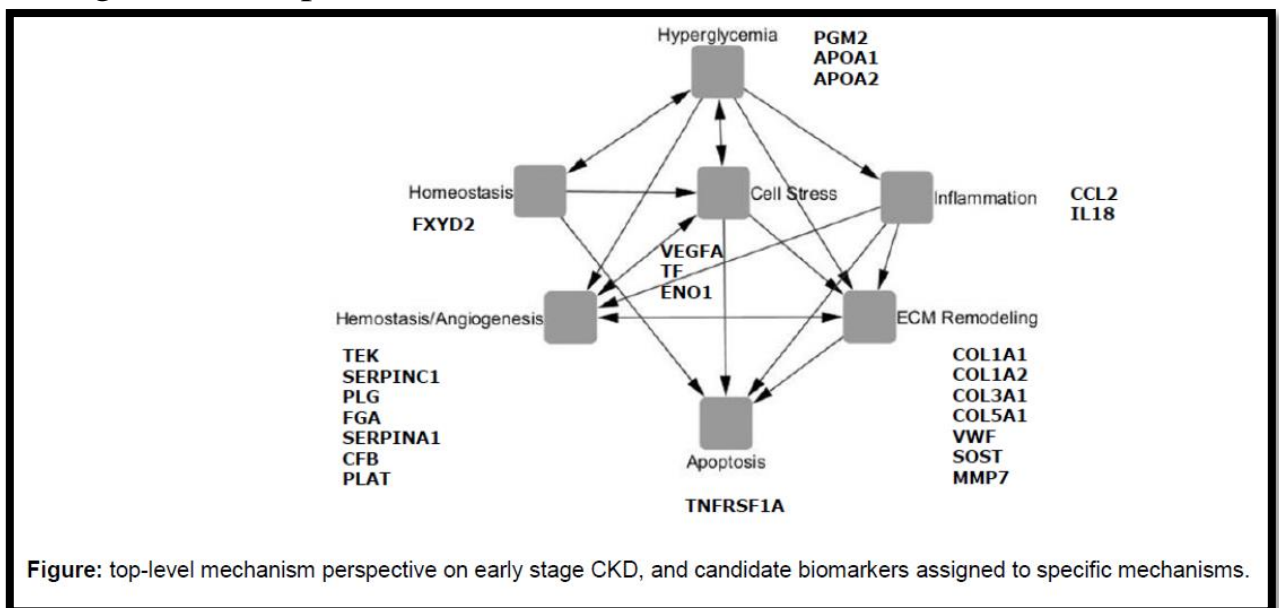 Hyperglycemia
PGM2
APOA1
APOA2
Homeostasis
FXYD2
Cell Stress
VEGFA
TF
ENO1
Inflammation
CCL2
IL18
Hemostasis/Angiogenesis
TEK
SERPINC1
PLG
FGA
SERPINA1
CFB
PLAT
ECM Remodeling
COL1A1
COL1A2
COL3A1
COL5A1
VWF
SOST
MMP7
Apoptosis
TNFRSF1A
Figure: top-level mechanism perspective on early stage CKD, and candidate biomarkers assigned to specific mechanisms.